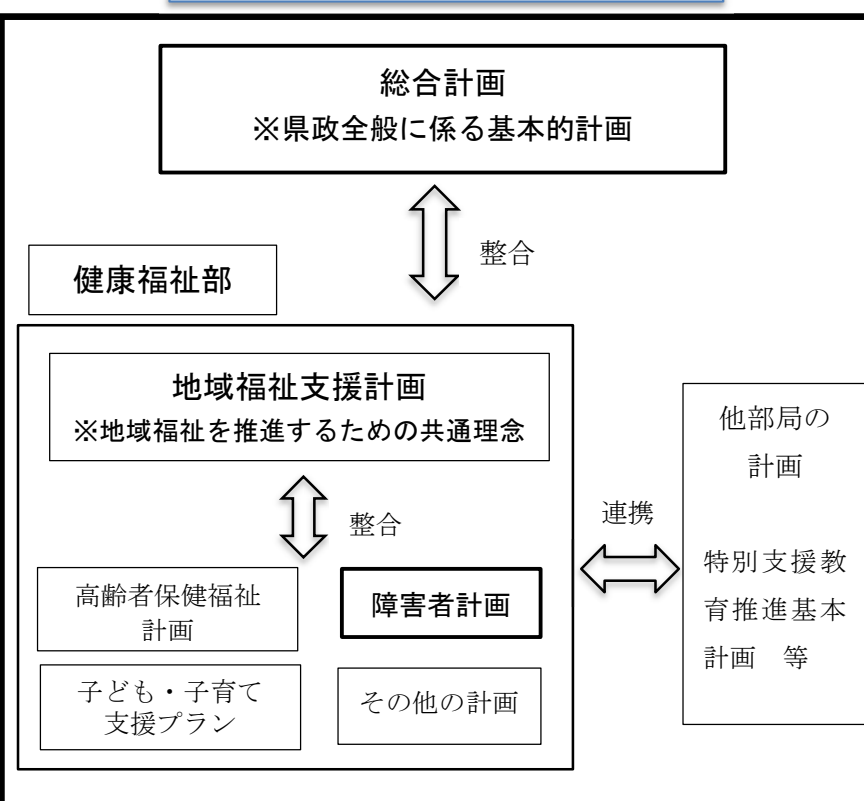 総合計画
※県政全般に係る基本的計画
整合
健康福祉部
地域福祉支援計画
※地域福祉を推進するための共通理念
整合
高齢者保健福祉
計画
障害者計画
子ども・子育て
支援プラン
その他の計画
連携
他部局の
計画
特別支援教
育推進基本
計画　等